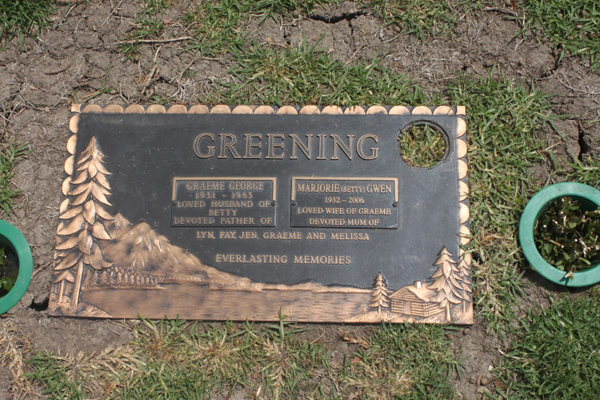 GREENING
GRAEME GEORGE
1931 - 1983
LOVED HUSBAND OF
BETTY
DEVOTED FATHER OF
MARJORIE (BETTY) GWEN
1932 - 2006
LOVED WIFE OF GRAEME
DEVOTED MUM OF
LYN, FAY, JEN, GRAEME AND MELISSA
EVERLASTING MEMORIES